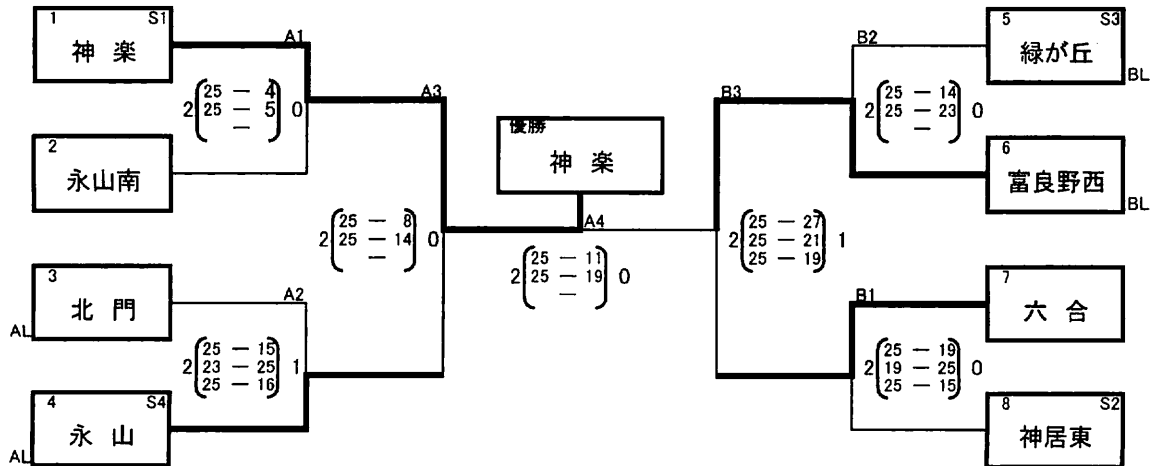 1 S1
神楽
A1
2( 25 ― 4 )0
25 ― 5
―
2
永山南
A3
2( 25 ― 8 )0
25 ― 14
―
3
北門
AL
A2
2( 25 ― 15 )1
23 ― 25
25 ― 16
4 S4
永山
AL
優勝
神楽
A4
2( 25 ― 11 )0
25 ― 19
―
5 S3
緑が丘
BL
B2
2( 25 ― 14 )0
25 ― 23
―
6
富良野西
BL
B3
2( 25 ― 27 )1
25 ― 21
25 ― 19
7
六合
B1
2( 25 ― 19 )0
19 ― 25
25 ― 15
8 S2
神居東